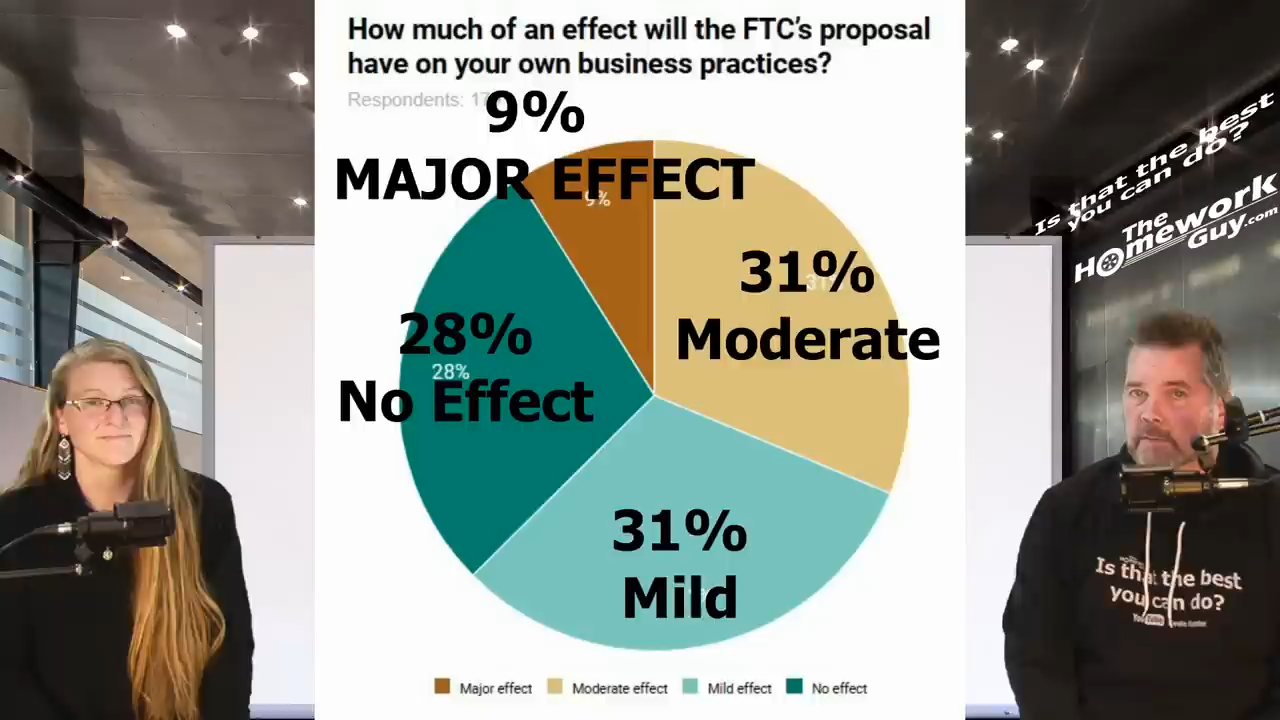 How much of an effect will the FTC's proposal
have on your own business practices?
Respondents:
9%
MAJOR EFFECT
9%
31%
Moderate
28%
28%
No Effect
31%
Mild
Major effect
Moderate effect
Mild effect
No effect
Is that the best
you can do?
The
Homework
Guy.com
Is that the best
you can do?